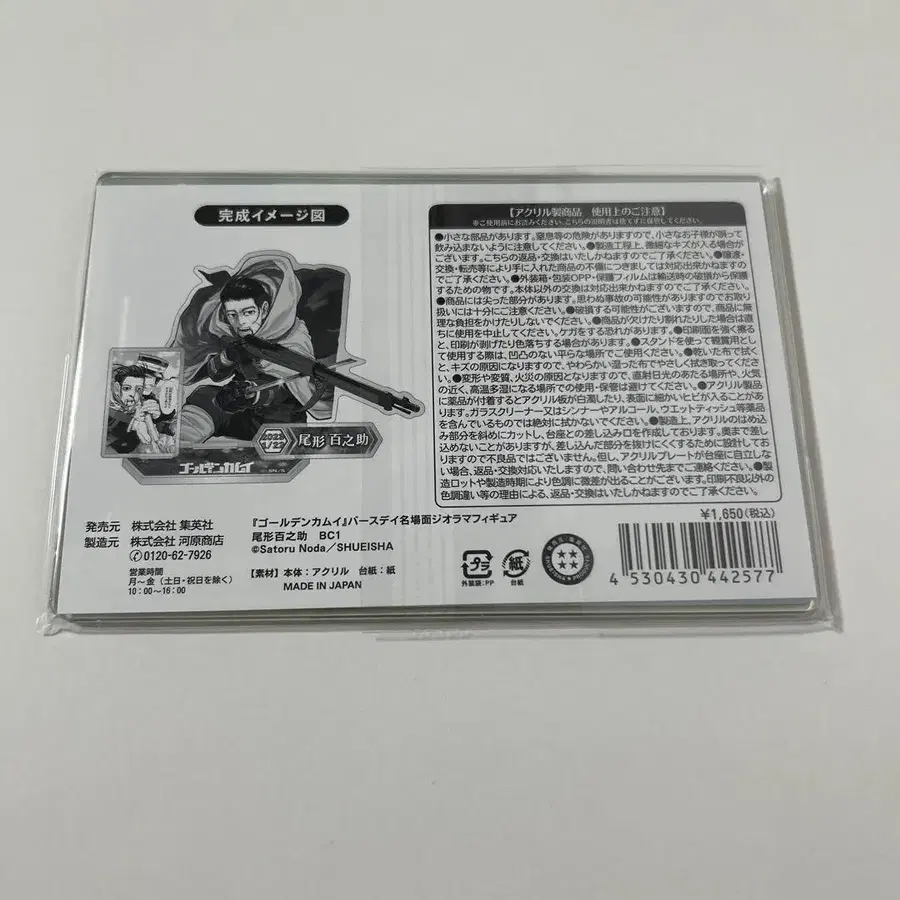 完成イメージ図
2022
1/22
尾形 百之助
ゴールデンカムイ
【アクリル製商品 使用上のご注意】
※ご使用前にお読みください。こちらの説明書は捨てずに保管してください。
●小さな部品があります。窒息等の危険がありますので、小さなお子様が誤って
飲み込まないように注意してください。●製造工程上、微細なキズが入る場合が
ございます。こちらの返品・交換はいたしかねますのでご了承ください。●譲渡・
交換・転売等により手に入れた商品の不備につきましては対応出来かねますの
でご了承ください。●外装箱・包装OPP・保護フィルムは輸送時の破損から保護
するための物です。本体以外の交換は対応出来かねますのでご了承ください。
●商品には尖った部分があります。思わぬ事故の可能性がありますのでお取り
扱いには十分にご注意ください。●破損する可能性がございますので、商品に無
理な負担をかけたりしないでください。●商品が欠けたり割れたりした場合は直
ちに使用を中止してください。ケガをする恐れがあります。●印刷面を強く擦る
と、印刷が剥げたり色落ちする場合があります。●スタンドを使って観賞用とし
て使用する際は、凹凸のない平らな場所でご使用ください。●乾いた布で拭く
と、キズの原因になりますので、やわらかい湿った布でやさしく拭き取ってくださ
い。●変形や変質、火災の原因となりますので、直射日光のあたる場所や、火気
の近く、高温多湿になる場所での使用・保管は避けてください。●アクリル製品
に薬品が付着するとアクリル板が白濁したり、表面に細かいヒビが入ることがあ
ります。ガラスクリーナー又はシンナーやアルコール、ウエットティッシュ等薬品
を含んでいるものでは絶対に拭かないでください。●製造上、アクリルのはめ込
み部分を斜めにカットし、台座との差し込み口を作成しております。奥まで差し
込めないことがありますが、差し込んだ部分を抜けにくくするために設計してお
りますので不良品ではございません。但し、アクリルプレートが台座に自立しな
い場合、返品・交換対応いたしますので、問い合わせ先までご連絡ください。●製
造ロットや製造時期により色調に微差が出ることがございます。印刷不良以外の
色調違い等の理由による、返品・交換はいたしかねますのでご了承ください。
¥1,650(税込)
発売元 株式会社 集英社
製造元 株式会社 河原商店
✆0120-62-7926
営業時間
月～金(土日・祝日を除く)
10:00～16:00
『ゴールデンカムイ』バースデイ名場面ジオラマフィギュア
尾形百之助 BC1
©Satoru Noda／SHUEISHA
【素材】本体:アクリル 台紙:紙
MADE IN JAPAN
プラ
外装袋:PP
紙
台紙
4 530430 442577